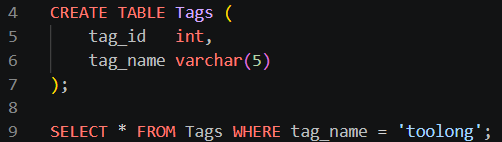 4 CREATE TABLE Tags (
5     tag_id   int,
6     tag_name varchar(5)
7 );
8
9 SELECT * FROM Tags WHERE tag_name = 'toolong';